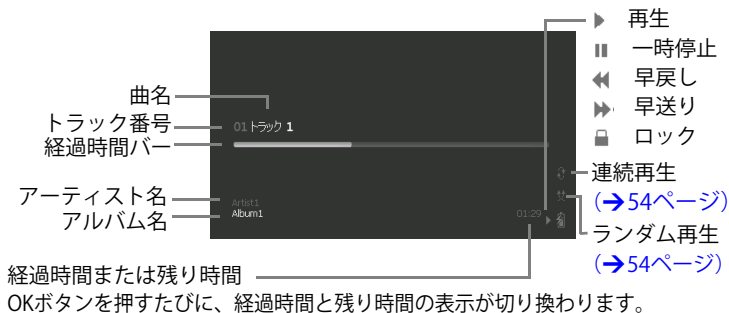 再生
一時停止
早戻し
早送り
ロック
曲名
トラック番号
経過時間バー
01 トラック 1
連続再生
(➔54ページ)
ランダム再生
(➔54ページ)
アーティスト名
アルバム名
Artist1
Album1
01:29
経過時間または残り時間
OKボタンを押すたびに、経過時間と残り時間の表示が切り換わります。